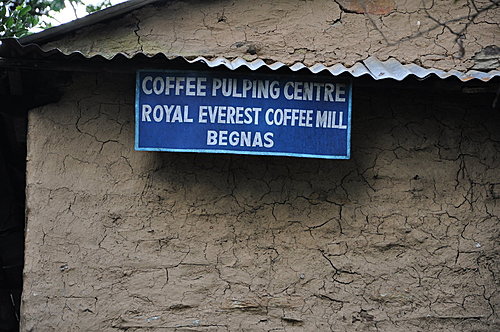 COFFEE PULPING CENTRE
ROYAL EVEREST COFFEE MILL
BEGNAS